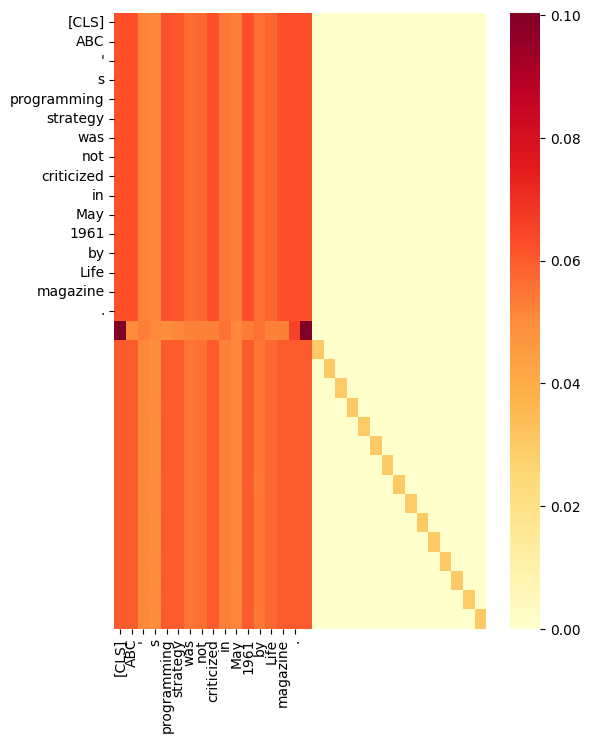 [CLS]
ABC
'
s
programming
strategy
was
not
criticized
in
May
1961
by
Life
magazine
.
[CLS]
ABC
'
s
programming
strategy
was
not
criticized
in
May
1961
by
Life
magazine
.
0.10
0.08
0.06
0.04
0.02
0.00